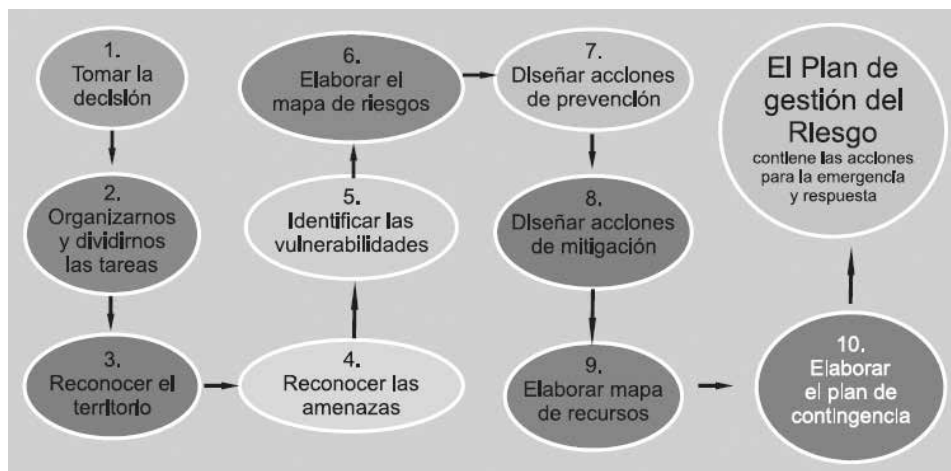 1.
Tomar la
decisión
2.
Organizarnos
y dividirnos
las tareas
3.
Reconocer el
territorio
4.
Reconocer las
amenazas
5.
Identificar las
vulnerabilidades
6.
Elaborar el
mapa de riesgos
7.
DIseñar accIones
de prevención
8.
DIseñar accIones
de mitigación
9.
Elaborar mapa
de recursos
10.
Elaborar
el plan de
contingencia
El Plan de
gestión del
RIesgo
contiene las acciones
para la emergencia
y respuesta